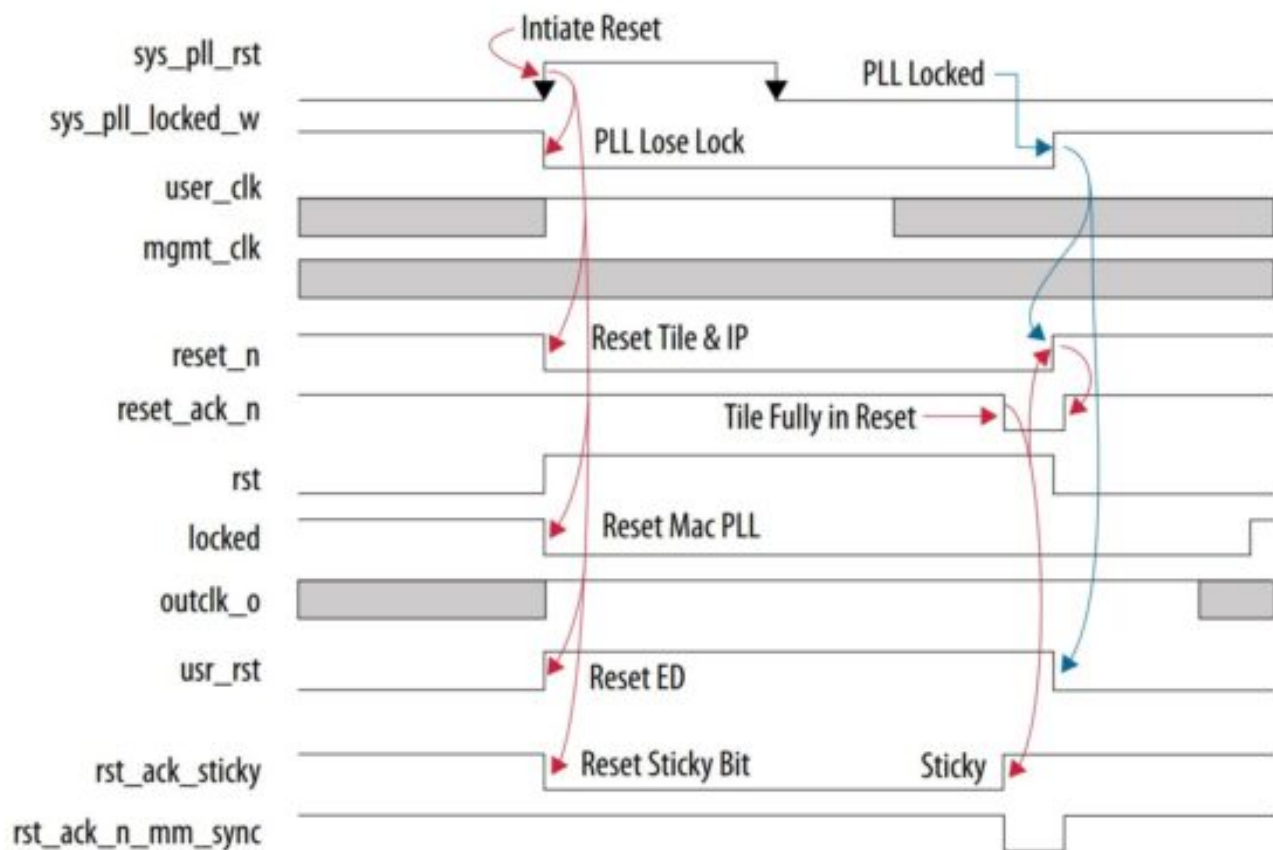 Intiate Reset
sys_pll_rst
PLL Locked
sys_pll_locked_w
PLL Lose Lock
user_clk
mgmt_clk
Reset Tile & IP
reset_n
reset_ack_n
Tile Fully in Reset
rst
Reset Mac PLL
locked
outclk_o
usr_rst
Reset ED
rst_ack_sticky
Reset Sticky Bit
Sticky
rst_ack_n_mm_sync